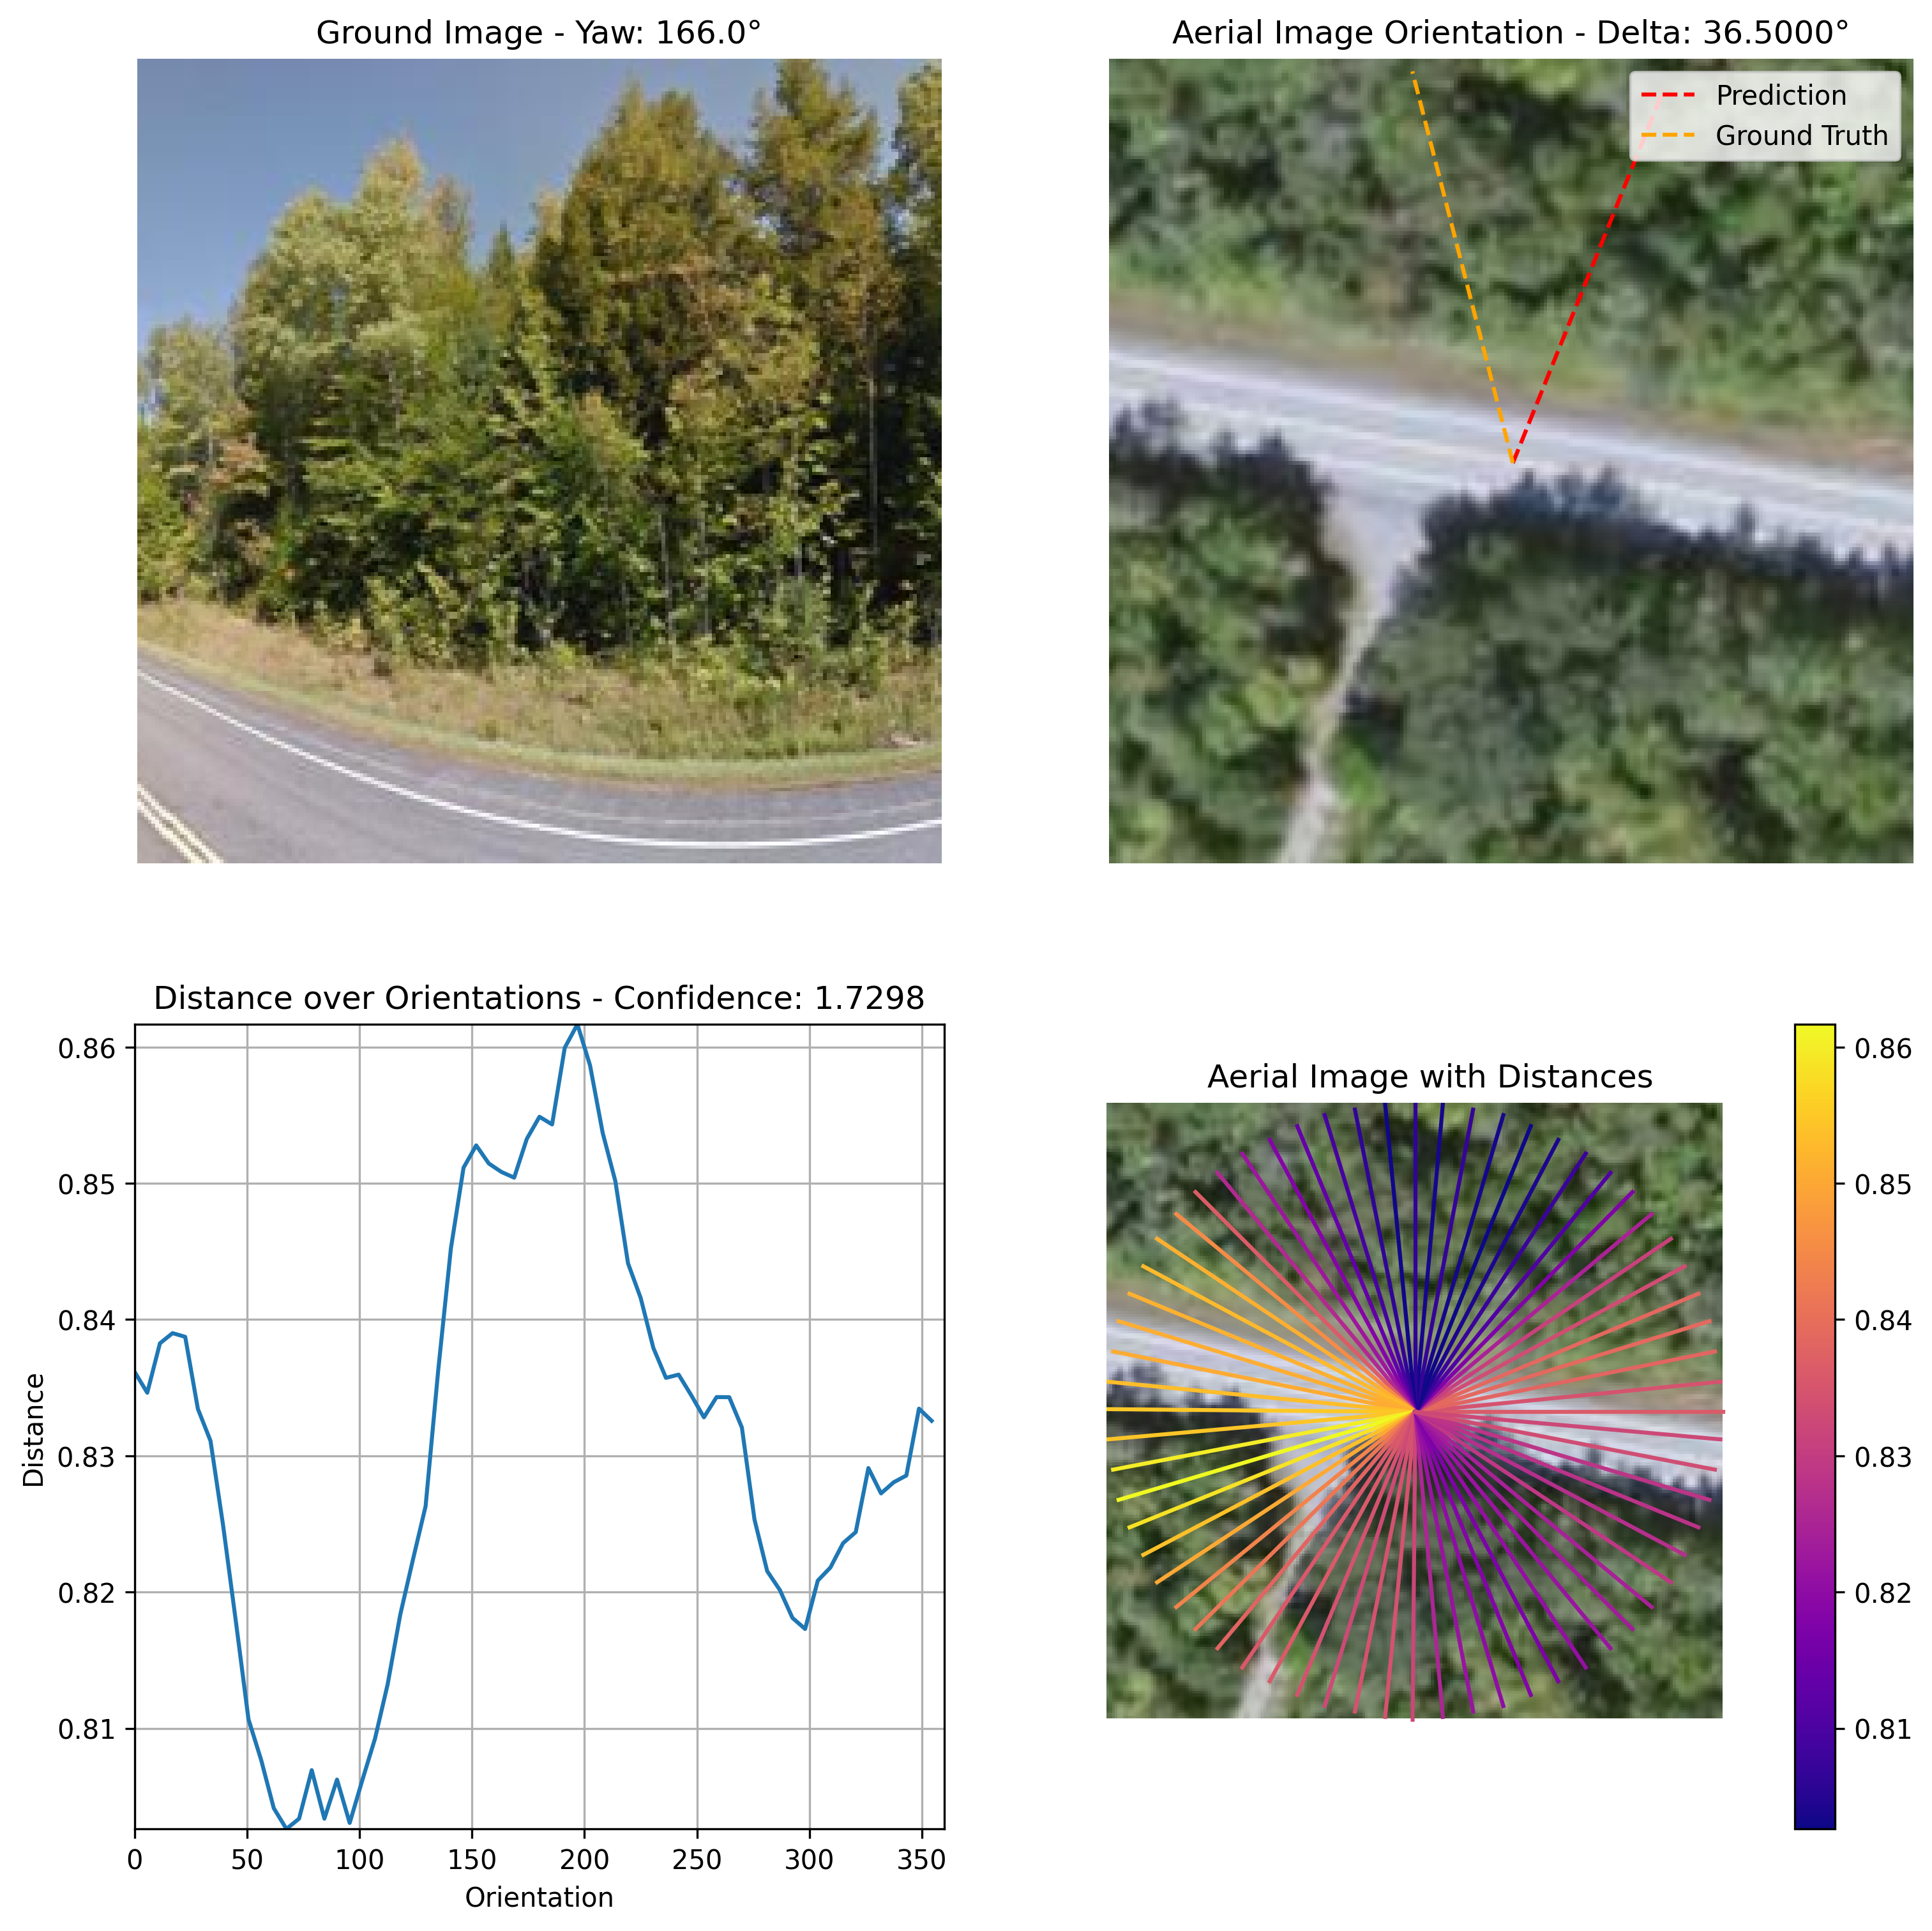 Ground Image - Yaw: 166.0°
Aerial Image Orientation - Delta: 36.5000°
Prediction
Ground Truth
Distance over Orientations - Confidence: 1.7298
0.86
0.85
0.84
0.83
0.82
0.81
Distance
0
50
100
150
200
250
300
350
Orientation
Aerial Image with Distances
0.86
0.85
0.84
0.83
0.82
0.81